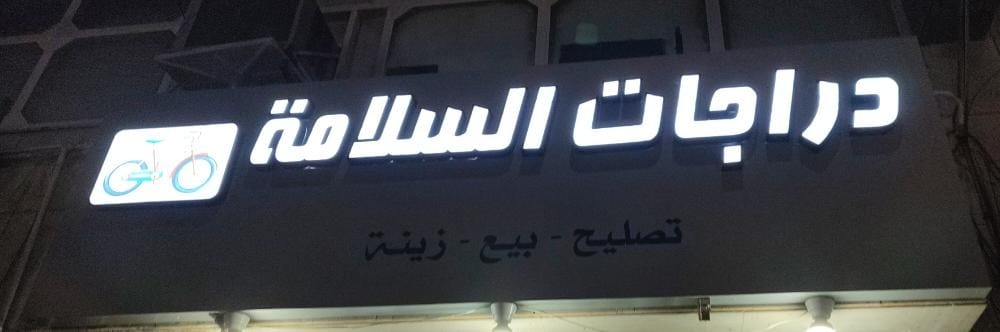 دراجات السلامة
تصليح - بيع - زينة